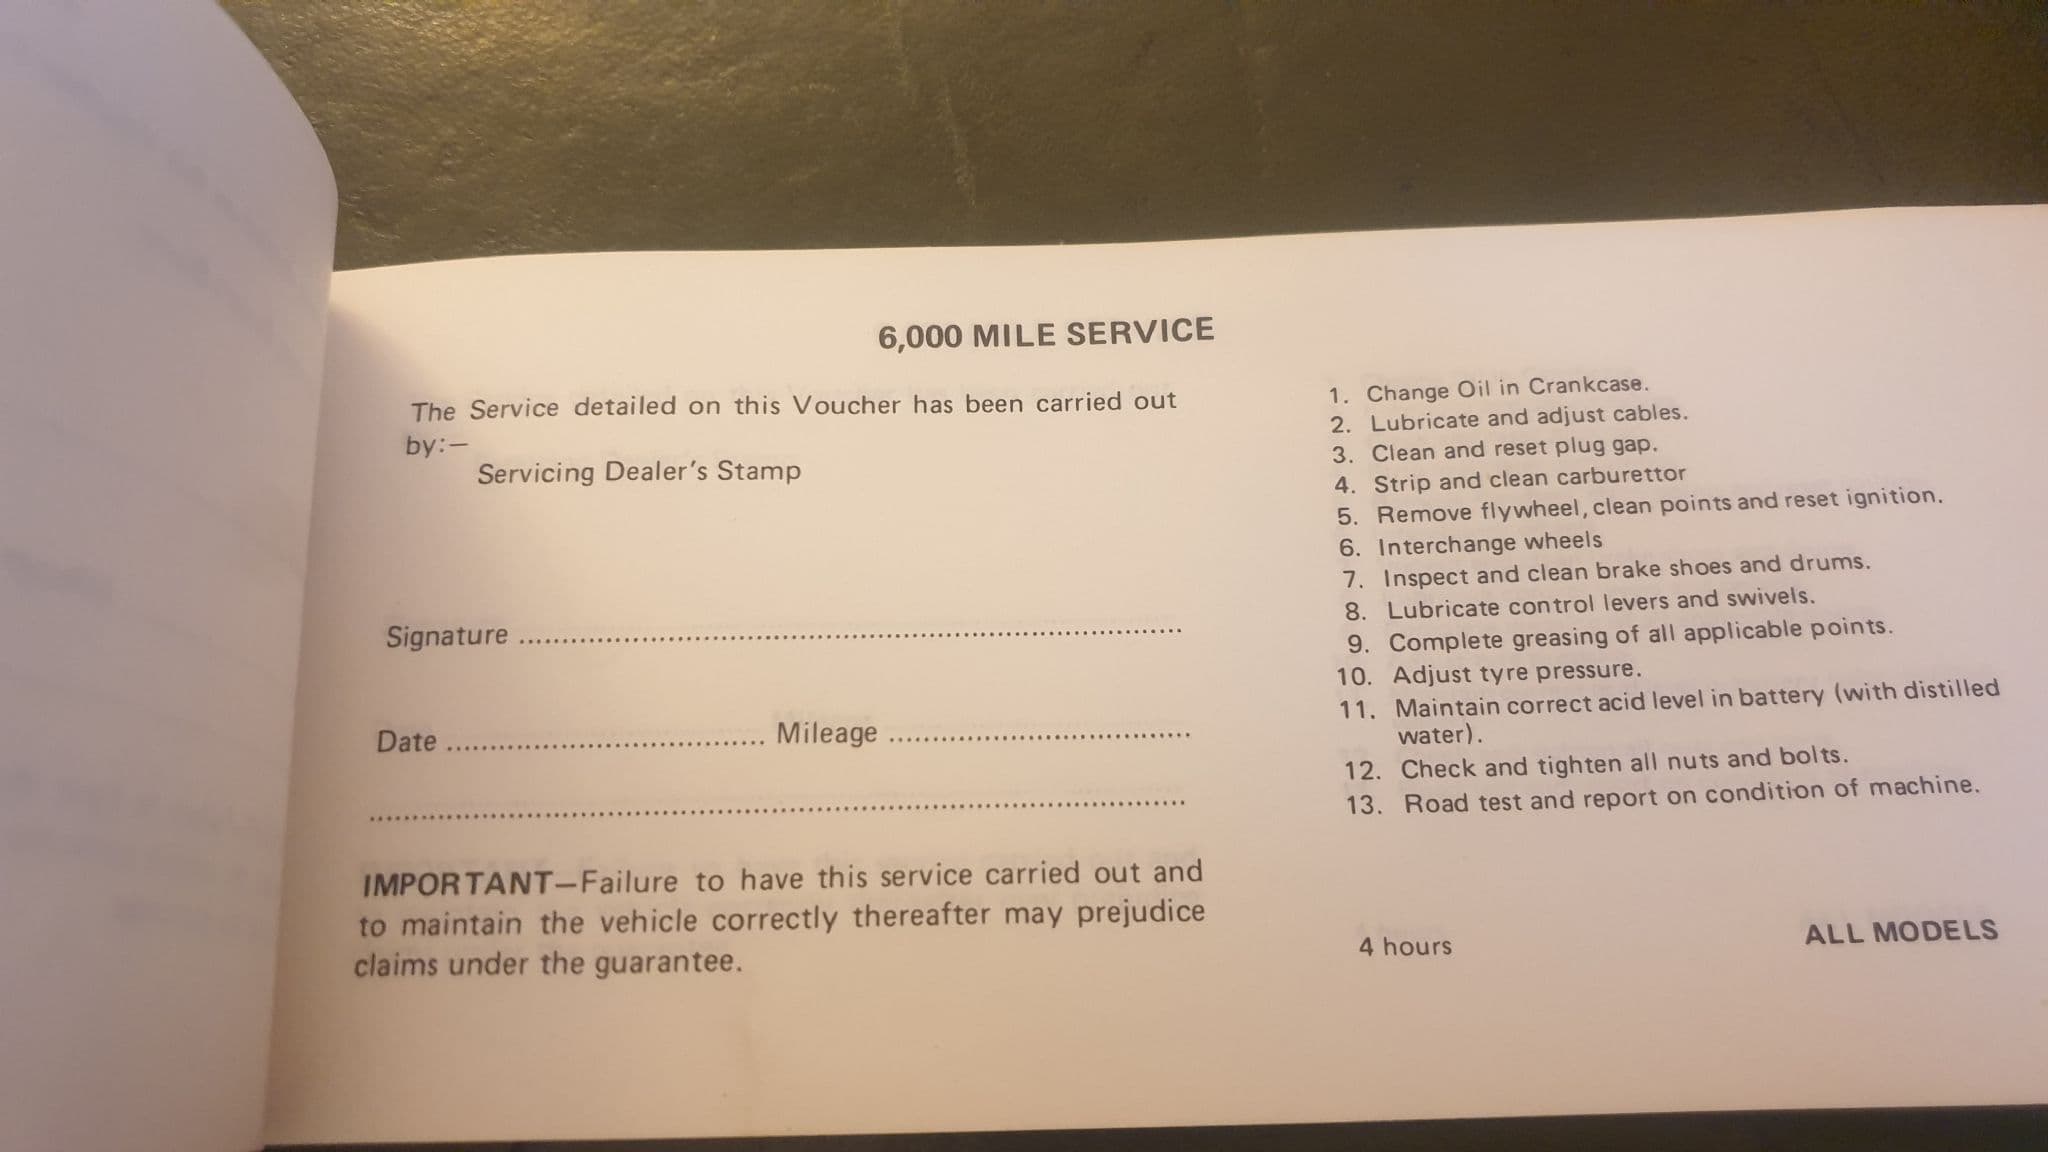 6,000 MILE SERVICE
The Service detailed on this Voucher has been carried out
by:–
Servicing Dealer's Stamp
Signature ................................................................................
Date ..................................... Mileage ...................................
................................................................................................
IMPORTANT–Failure to have this service carried out and
to maintain the vehicle correctly thereafter may prejudice
claims under the guarantee.
1. Change Oil in Crankcase.
2. Lubricate and adjust cables.
3. Clean and reset plug gap.
4. Strip and clean carburettor
5. Remove flywheel, clean points and reset ignition.
6. Interchange wheels
7. Inspect and clean brake shoes and drums.
8. Lubricate control levers and swivels.
9. Complete greasing of all applicable points.
10. Adjust tyre pressure.
11. Maintain correct acid level in battery (with distilled
water).
12. Check and tighten all nuts and bolts.
13. Road test and report on condition of machine.
4 hours
ALL MODELS